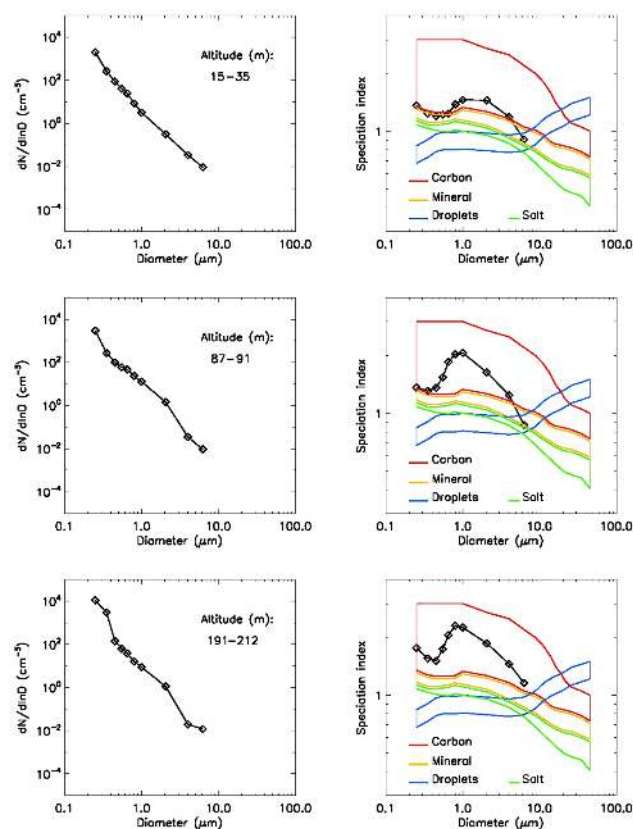 10⁴
10²
10⁰
10⁻²
10⁻⁴
dN/dlnD (cm⁻³)
Altitude (m):
15–35
0.1
1.0
10.0
100.0
Diameter (μm)
Speciation index
1
Carbon
Mineral
Droplets
Salt
0.1
1.0
10.0
100.0
Diameter (μm)
10⁴
10²
10⁰
10⁻²
10⁻⁴
dN/dlnD (cm⁻³)
Altitude (m):
87–91
0.1
1.0
10.0
100.0
Diameter (μm)
Speciation index
1
Carbon
Mineral
Droplets
Salt
0.1
1.0
10.0
100.0
Diameter (μm)
10⁴
10²
10⁰
10⁻²
10⁻⁴
dN/dlnD (cm⁻³)
Altitude (m):
191–212
0.1
1.0
10.0
100.0
Diameter (μm)
Speciation index
1
Carbon
Mineral
Droplets
Salt
0.1
1.0
10.0
100.0
Diameter (μm)